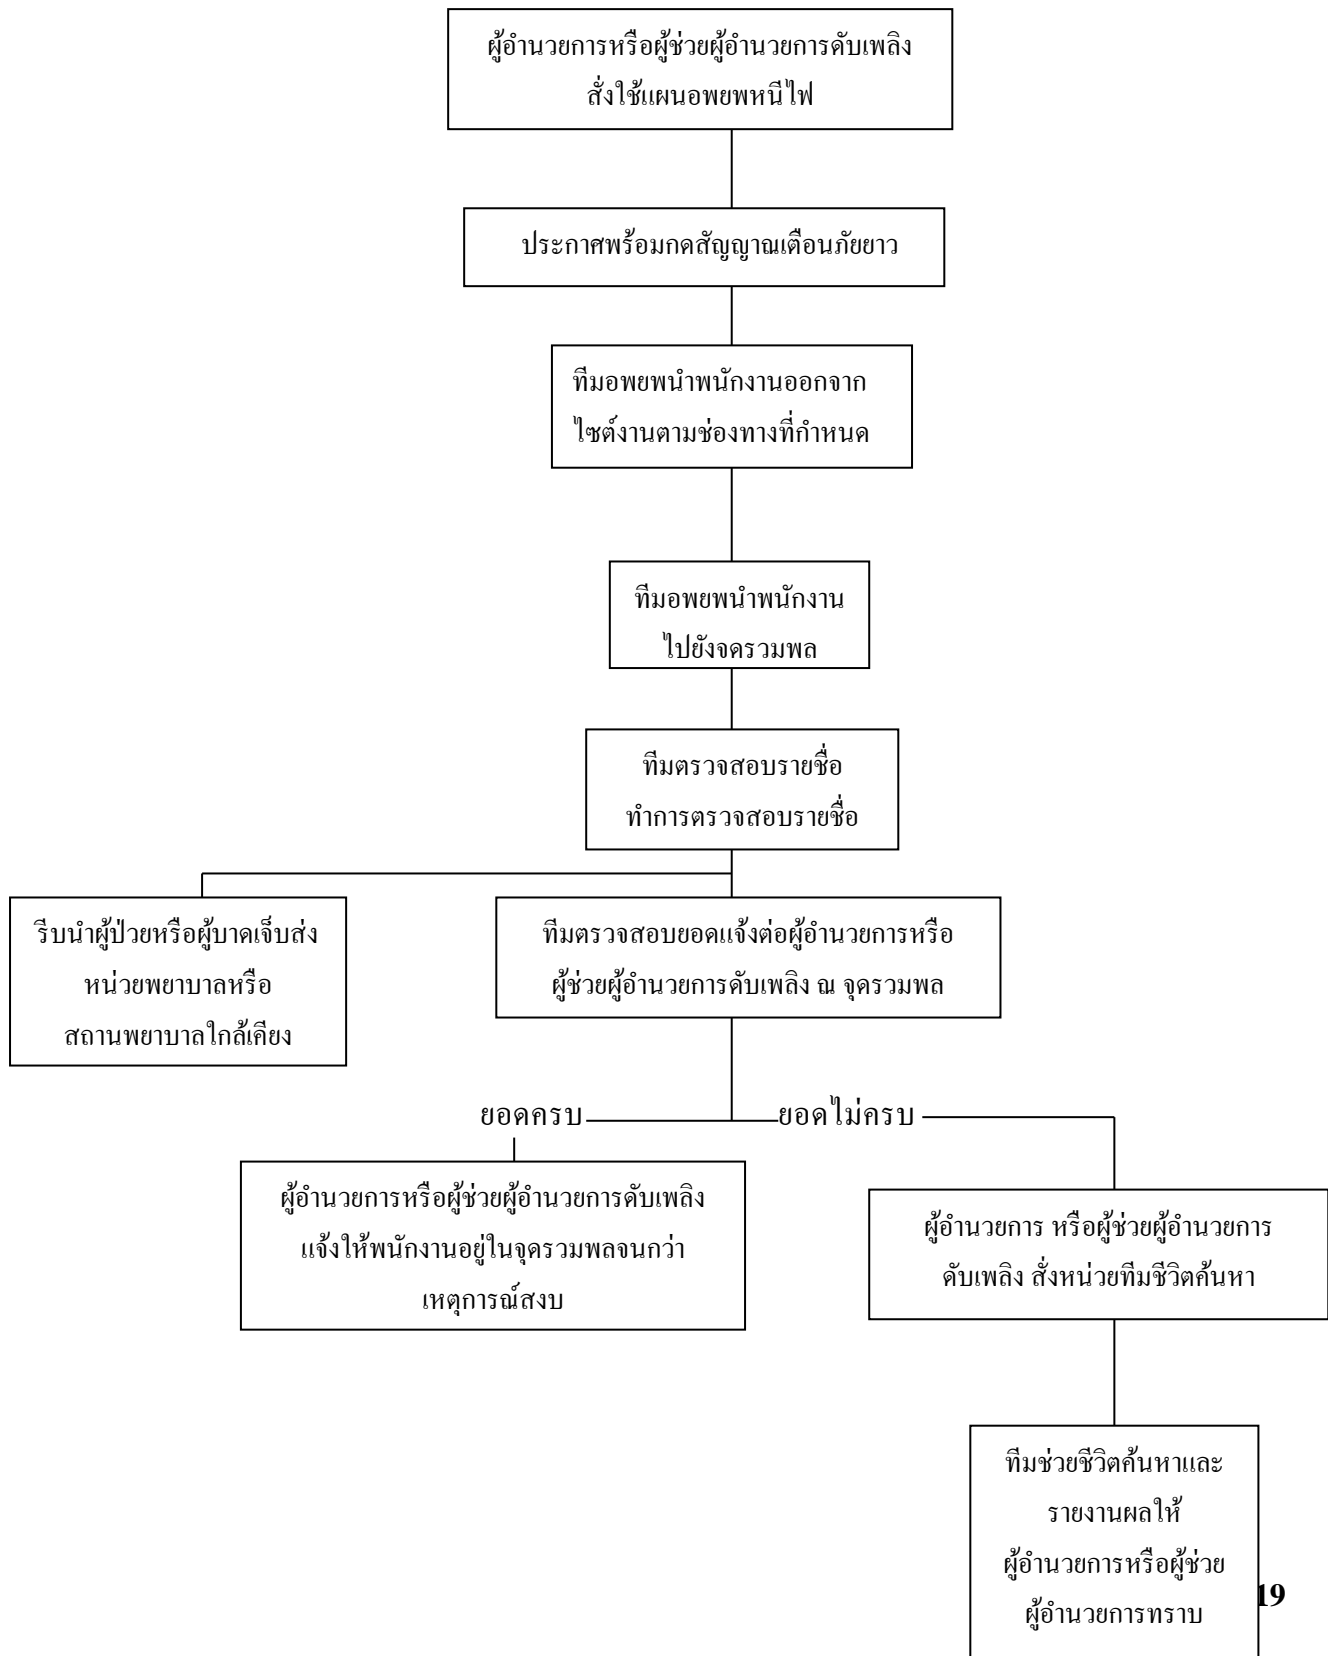 ผู้อำนวยการหรือผู้ช่วยผู้อำนวยการดับเพลิง
สั่งใช้แผนอพยพหนีไฟ
ประกาศพร้อมกดสัญญาณเตือนภัยยาว
ทีมอพยพนำพนักงานออกจาก
ไซต์งานตามช่องทางที่กำหนด
ทีมอพยพนำพนักงาน
ไปยังจดรวมพล
ทีมตรวจสอบรายชื่อ
ทำการตรวจสอบรายชื่อ
รีบนำผู้ป่วยหรือผู้บาดเจ็บส่ง
หน่วยพยาบาลหรือ
สถานพยาบาลใกล้เคียง
ทีมตรวจสอบยอดแจ้งต่อผู้อำนวยการหรือ
ผู้ช่วยผู้อำนวยการดับเพลิง ณ จุดรวมพล
ยอดครบ
ยอดไม่ครบ
ผู้อำนวยการหรือผู้ช่วยผู้อำนวยการดับเพลิง
แจ้งให้พนักงานอยู่ในจุดรวมพลจนกว่า
เหตุการณ์สงบ
ผู้อำนวยการ หรือผู้ช่วยผู้อำนวยการ
ดับเพลิง สั่งหน่วยทีมชีวิตค้นหา
ทีมช่วยชีวิตค้นหาและ
รายงานผลให้
ผู้อำนวยการหรือผู้ช่วย
ผู้อำนวยการทราบ
19